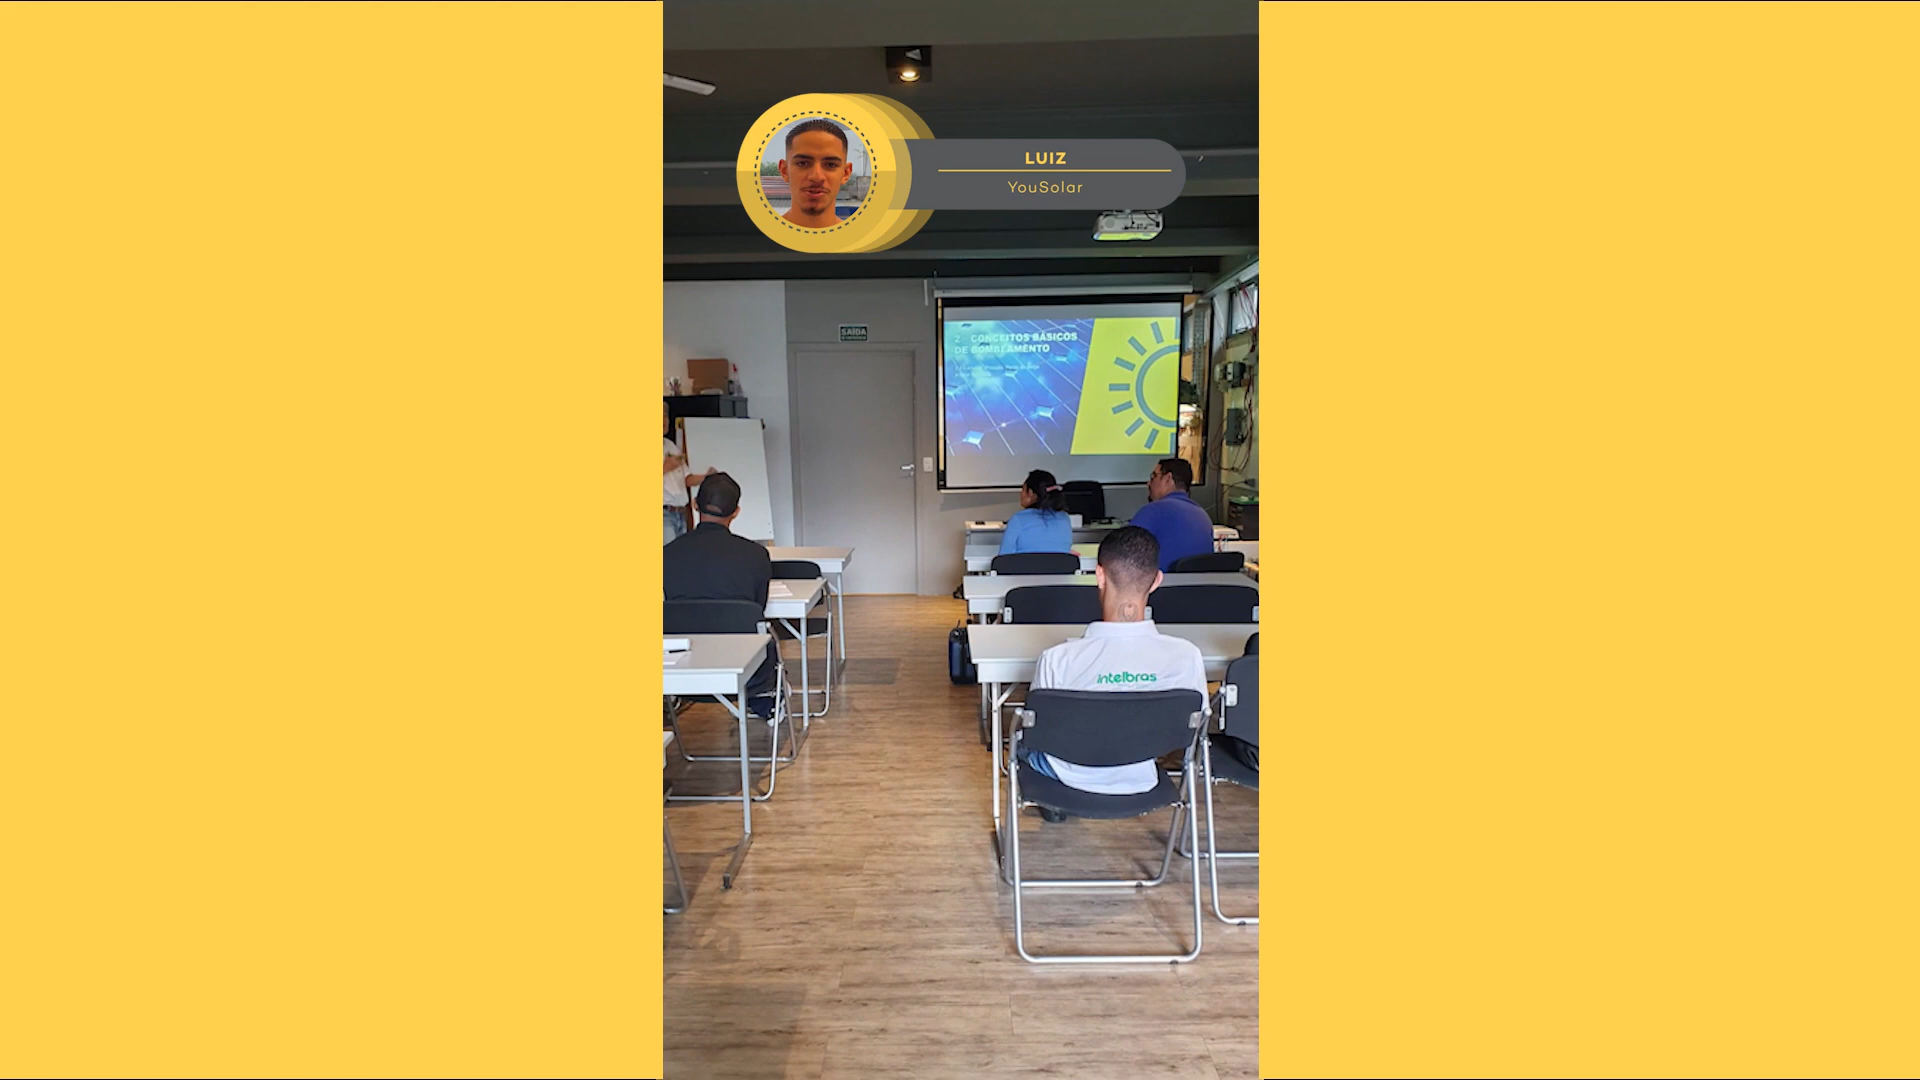 LUIZ
YouSolar
SAÍDA
2 - CONCEITOS BÁSICOS
DE BOMBEAMENTO
intelbras